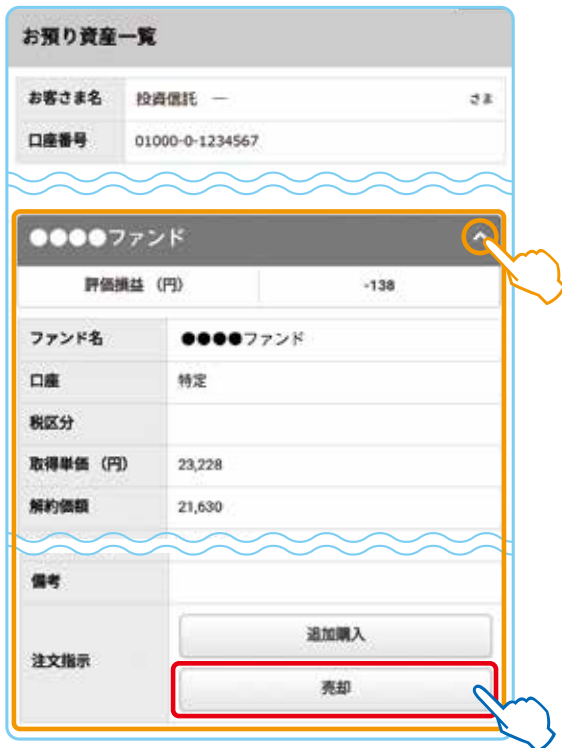 お預り資産一覧
お客さま名 投資信託 一 さま
口座番号 01000-0-1234567
●●●●ファンド
評価損益 (円) -138
ファンド名 ●●●●ファンド
口座 特定
税区分
取得単価 (円) 23,228
解約価額 21,630
備考
注文指示
追加購入
売却